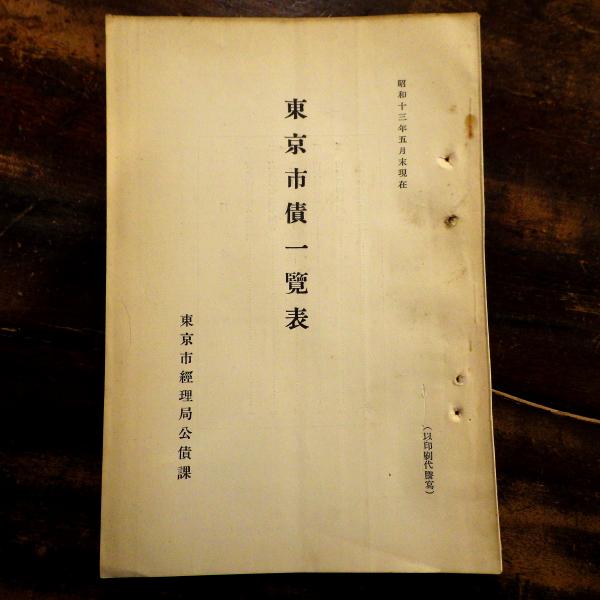 昭和十三年五月末現在
(以印刷代謄寫)
東京市債一覽表
東京市經理局公債課